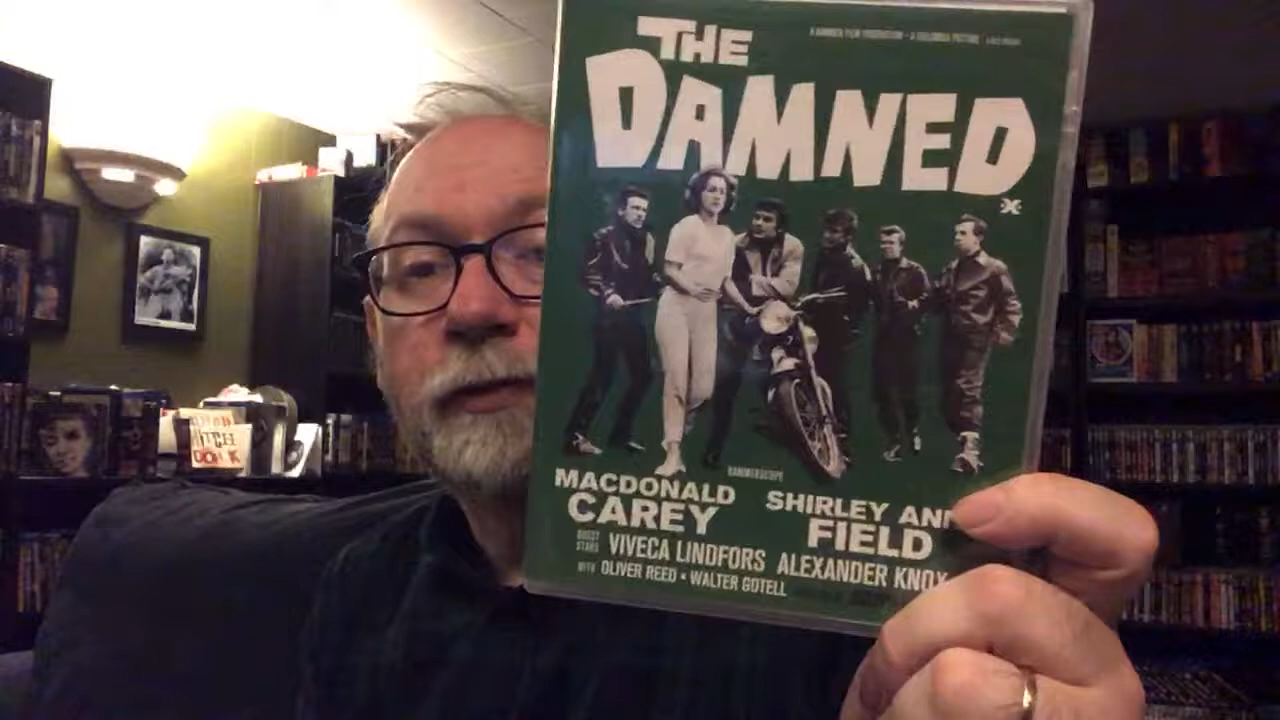 THE
DAMNED
X
A HAMMER FILM PRODUCTION • A COLUMBIA PICTURE
HAMMERSCOPE
MACDONALD
CAREY
SHIRLEY ANN
FIELD
GUEST
STARS
VIVECA LINDFORS ALEXANDER KNOX
WITH OLIVER REED • WALTER GOTELL